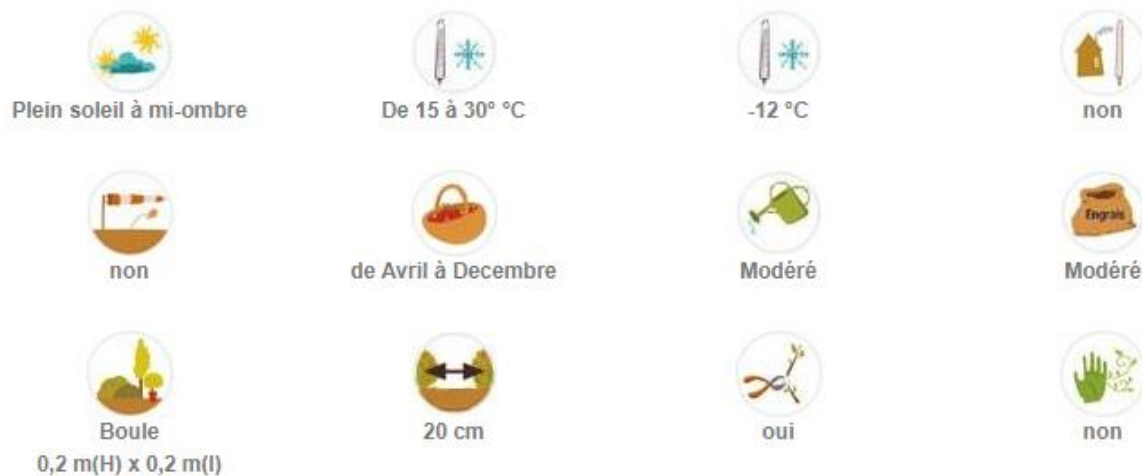 Plein soleil à mi-ombre
De 15 à 30° °C
-12 °C
non
non
de Avril à Decembre
Modéré
Engrais
Modéré
Boule
0,2 m(H) x 0,2 m(l)
20 cm
oui
non